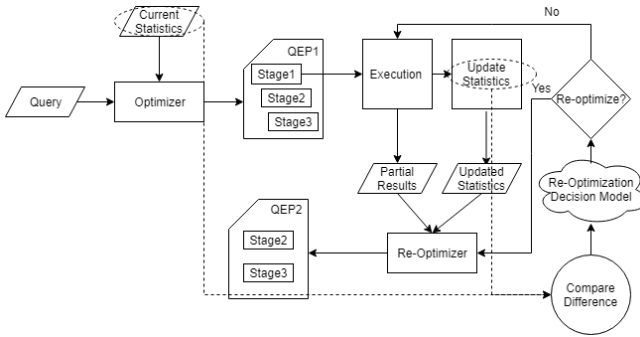 Current
Statistics
No
QEP1
Stage1
Stage2
Stage3
Execution
Update
Statistics
Query
Optimizer
Yes
Re-optimize?
Partial
Results
Updated
Statistics
Re-Optimization
Decision Model
QEP2
Stage2
Stage3
Re-Optimizer
Compare
Difference